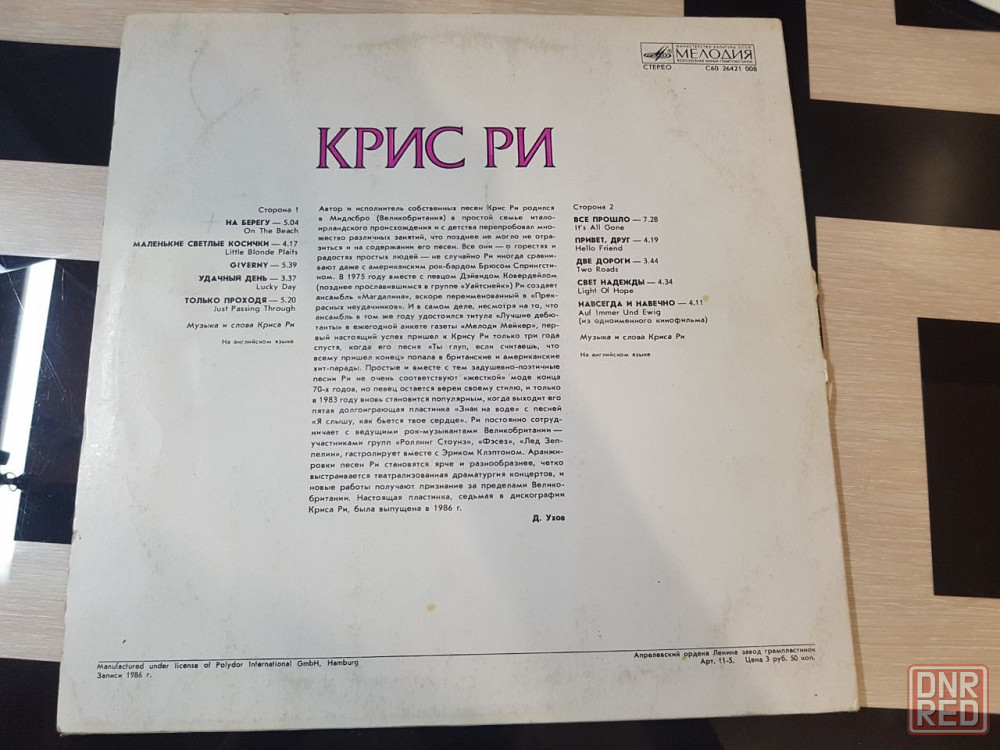 МИНИСТЕРСТВО КУЛЬТУРЫ СССР
МЕЛОДИЯ
СТЕРЕО С60 26421 008
КРИС РИ
Сторона 1
НА БЕРЕГУ — 5.04
On The Beach
МАЛЕНЬКИЕ СВЕТЛЫЕ КОСИЧКИ — 4.17
Little Blonde Plaits
GIVERNY — 5.39
УДАЧНЫЙ ДЕНЬ — 3.37
Lucky Day
ТОЛЬКО ПРОХОДЯ — 5.20
Just Passing Through
Музыка и слова Криса Ри
На английском языке
Автор и исполнитель собственных песен Крис Ри родился
в Мидлсбро (Великобритания) в простой семье итало-
ирландского происхождения и с детства перепробовал мно-
жество различных занятий, что позднее не могло не отра-
зиться и на содержании его песен. Все они — о горестях и
радостях простых людей — не случайно Ри иногда сравни-
вают даже с американским рок-бардом Брюсом Спрингсти-
ном. В 1975 году вместе с певцом Дэйвидом Ковердейлом
(позднее прославившимся в группе «Уайтснейк») Ри создает
ансамбль «Магдалина», вскоре переименованный в «Прек-
расных неудачников». И в самом деле, несмотря на то, что
ансамбль в том же году удостоился титула «Лучшие дебю-
танты» в ежегодной анкете газеты «Мелоди Мейкер», пер-
вый настоящий успех пришел к Крису Ри только три года
спустя, когда его песня «Ты глуп, если считаешь, что
всему пришел конец» попала в британские и американские
хит-парады. Простые и вместе с тем задушевно-поэтичные
песни Ри не очень соответствуют «жесткой» моде конца
70-х годов, но певец остается верен своему стилю, и только
в 1983 году вновь становится популярным, когда выходит его
пятая долгоиграющая пластинка «Знак на воде» с песней
«Я слышу, как бьется твое сердце». Ри постоянно сотруд-
ничает с ведущими рок-музыкантами Великобритании —
участниками групп «Роллинг Стоунз», «Фэсез», «Лед Зеп-
пелин», гастролирует вместе с Эриком Клэптоном. Аранжи-
ровки песен Ри становятся ярче и разнообразнее, четко
выстраивается театрализованная драматургия концертов, и
новые работы получают признание за пределами Велико-
британии. Настоящая пластинка, седьмая в дискографии
Криса Ри, была выпущена в 1986 г.
Д. Ухов
Сторона 2
ВСЕ ПРОШЛО — 7.28
It's All Gone
ПРИВЕТ, ДРУГ — 4.19
Hello Friend
ДВЕ ДОРОГИ — 3.44
Two Roads
СВЕТ НАДЕЖДЫ — 4.34
Light Of Hope
НАВСЕГДА И НАВЕЧНО — 4.11
Auf Immer Und Ewig
(из одноименного кинофильма)
Музыка и слова Криса Ри
На английском языке
Manufactured under license of Polydor International GmbH, Hamburg
Записи 1986 г.
Апрелевский ордена Ленина завод грампластинок
Арт. 11-5. Цена 3 руб. 50 коп.
DNR
RED